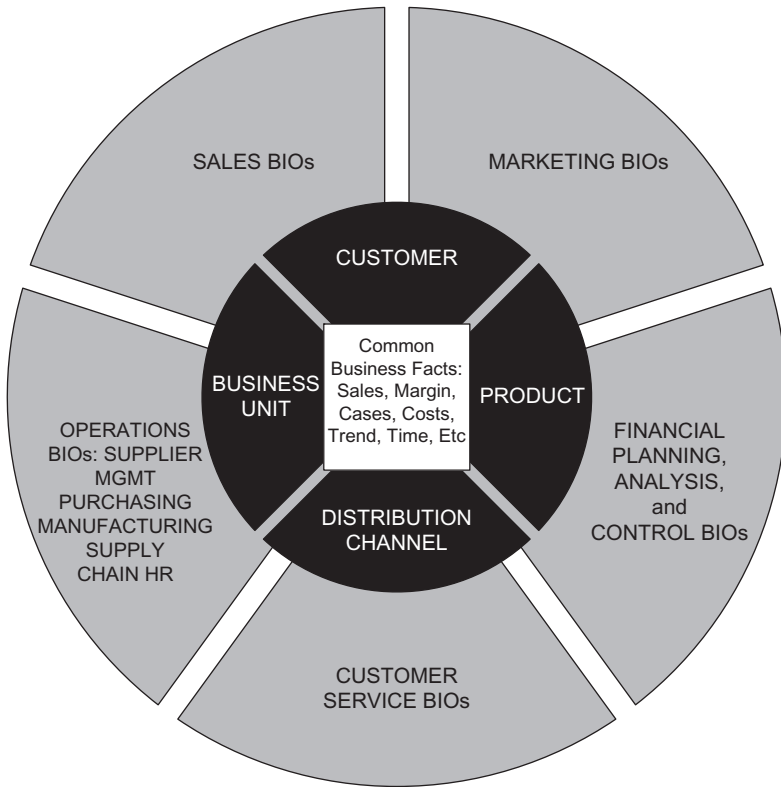 SALES BIOs
MARKETING BIOs
CUSTOMER
BUSINESS
UNIT
Common
Business Facts:
Sales, Margin,
Cases, Costs,
Trend, Time, Etc
PRODUCT
OPERATIONS
BIOs: SUPPLIER
MGMT
PURCHASING
MANUFACTURING
SUPPLY
CHAIN HR
FINANCIAL
PLANNING,
ANALYSIS,
and
CONTROL BIOs
DISTRIBUTION
CHANNEL
CUSTOMER
SERVICE BIOs